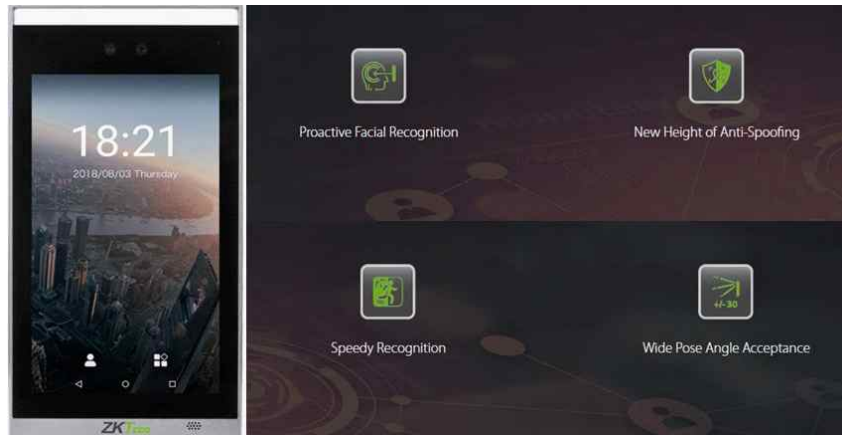 18:21
2018/08/03 Thursday
ZKTeco
Proactive Facial Recognition
New Height of Anti-Spoofing
+/-30
Speedy Recognition
Wide Pose Angle Acceptance